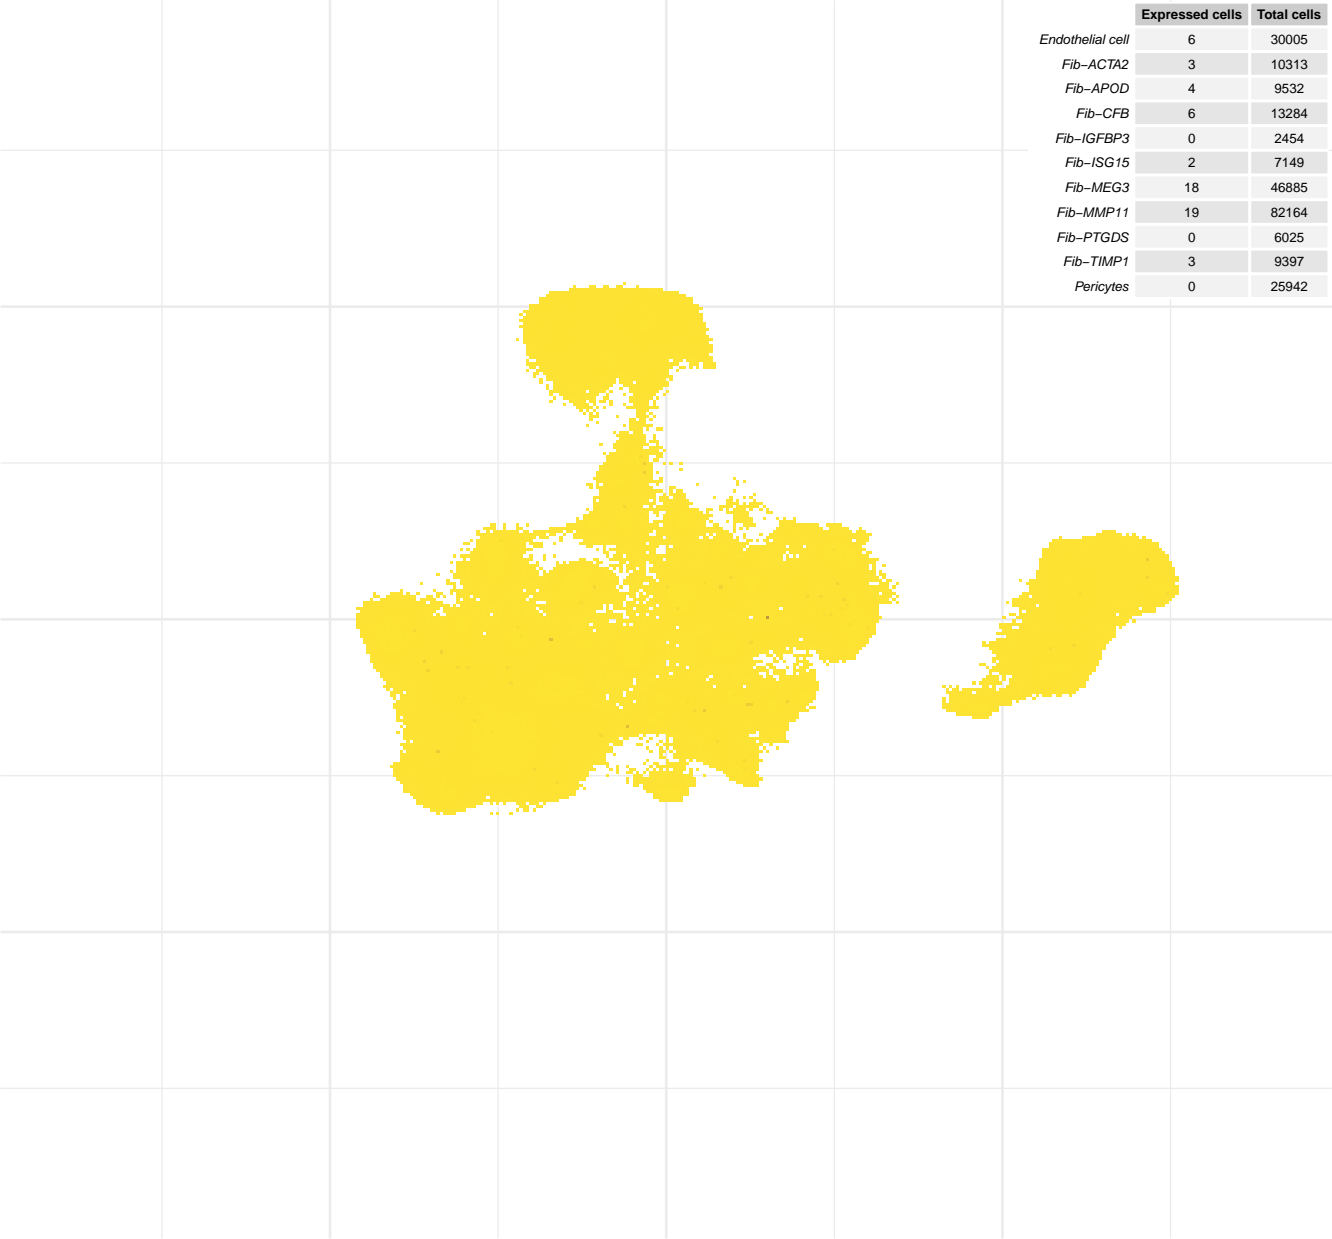 Expressed cells Total cells
Endothelial cell 6 30005
Fib−ACTA2 3 10313
Fib−APOD 4 9532
Fib−CFB 6 13284
Fib−IGFBP3 0 2454
Fib−ISG15 2 7149
Fib−MEG3 18 46885
Fib−MMP11 19 82164
Fib−PTGDS 0 6025
Fib−TIMP1 3 9397
Pericytes 0 25942